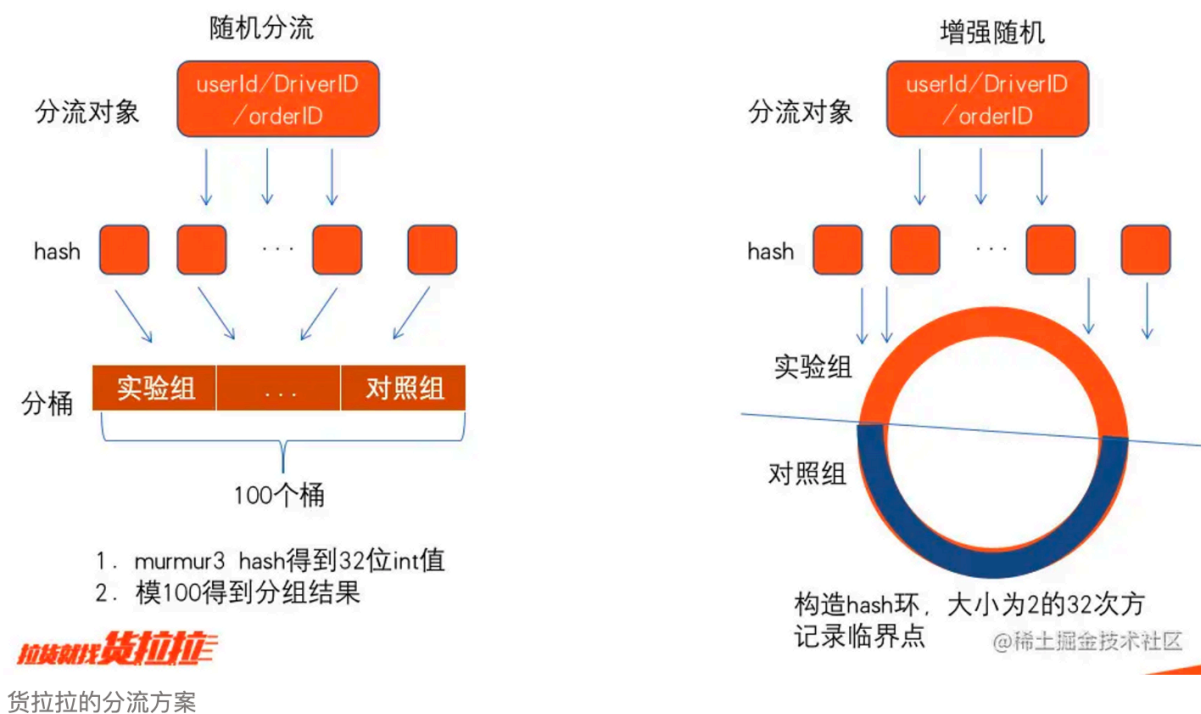 随机分流
分流对象
userId/DriverID
/orderID
hash
...
分桶
实验组
...
对照组
100个桶
1. murmur3 hash得到32位int值
2. 模100得到分组结果
拉货就找货拉拉
增强随机
分流对象
userId/DriverID
/orderID
hash
...
实验组
对照组
构造hash环，大小为2的32次方
记录临界点
@稀土掘金技术社区
货拉拉的分流方案